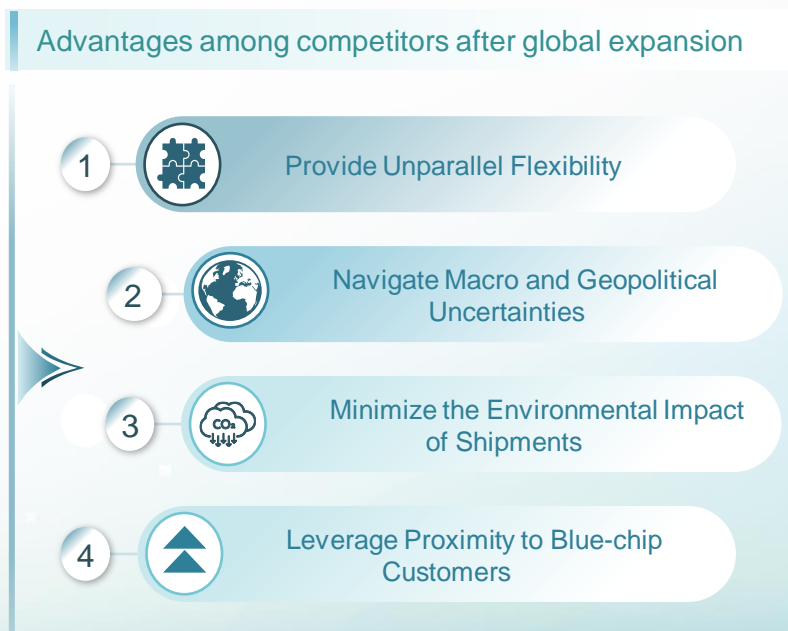 Advantages among competitors after global expansion
1
Provide Unparallel Flexibility
2
Navigate Macro and Geopolitical
Uncertainties
3
CO₂
Minimize the Environmental Impact
of Shipments
4
Leverage Proximity to Blue-chip
Customers